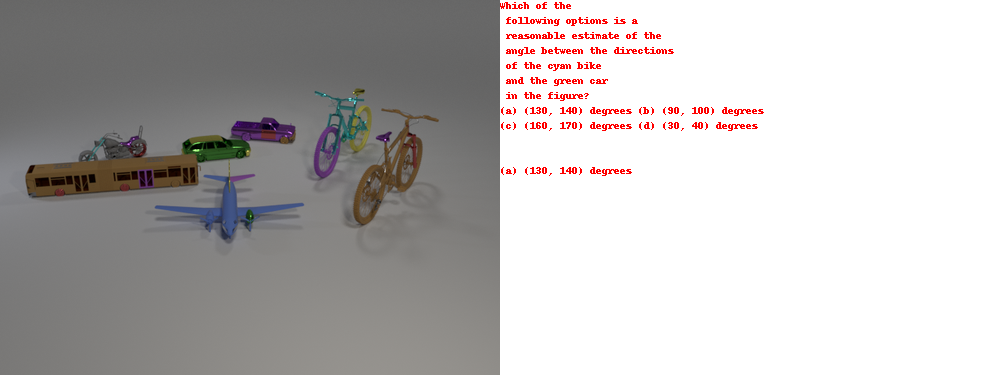 Which of the
following options is a
reasonable estimate of the
angle between the directions
of the cyan bike
and the green car
in the figure?
(a) (130, 140) degrees (b) (90, 100) degrees
(c) (160, 170) degrees (d) (30, 40) degrees
(a) (130, 140) degrees